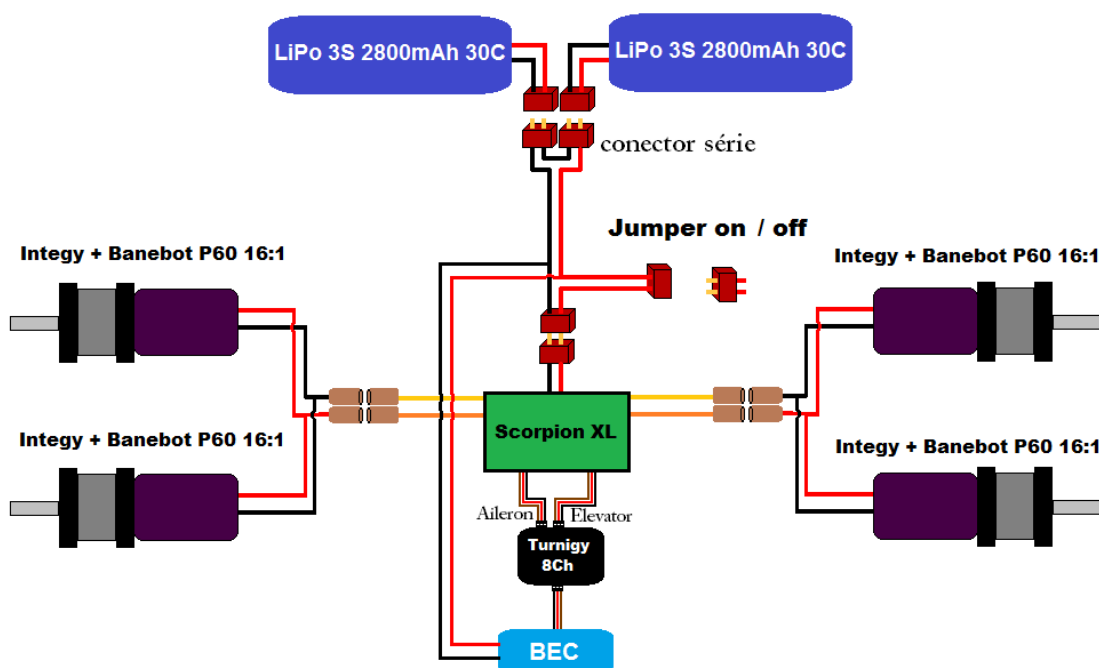 LiPo 3S 2800mAh 30C
LiPo 3S 2800mAh 30C
conector série
Jumper on / off
Integy + Banebot P60 16:1
Integy + Banebot P60 16:1
Integy + Banebot P60 16:1
Integy + Banebot P60 16:1
Scorpion XL
Aileron
Elevator
Turnigy
8Ch
BEC